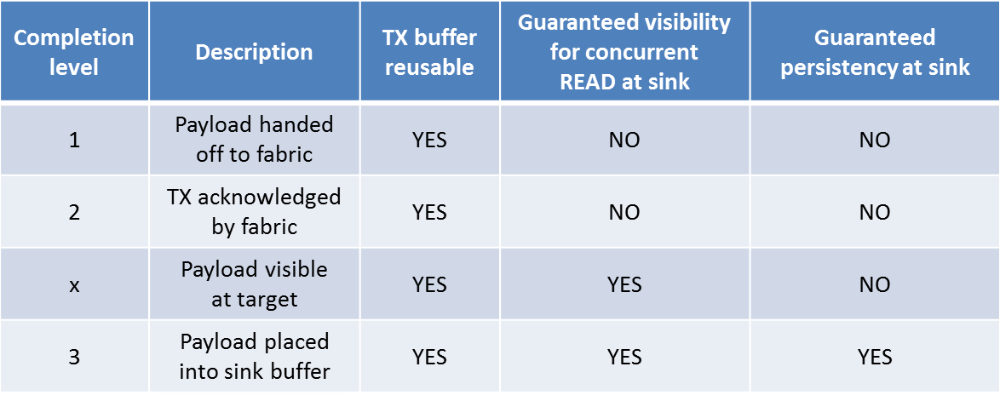 Completion level
Description
TX buffer reusable
Guaranteed visibility for concurrent READ at sink
Guaranteed persistency at sink
1
Payload handed off to fabric
YES
NO
NO
2
TX acknowledged by fabric
YES
NO
NO
x
Payload visible at target
YES
YES
NO
3
Payload placed into sink buffer
YES
YES
YES